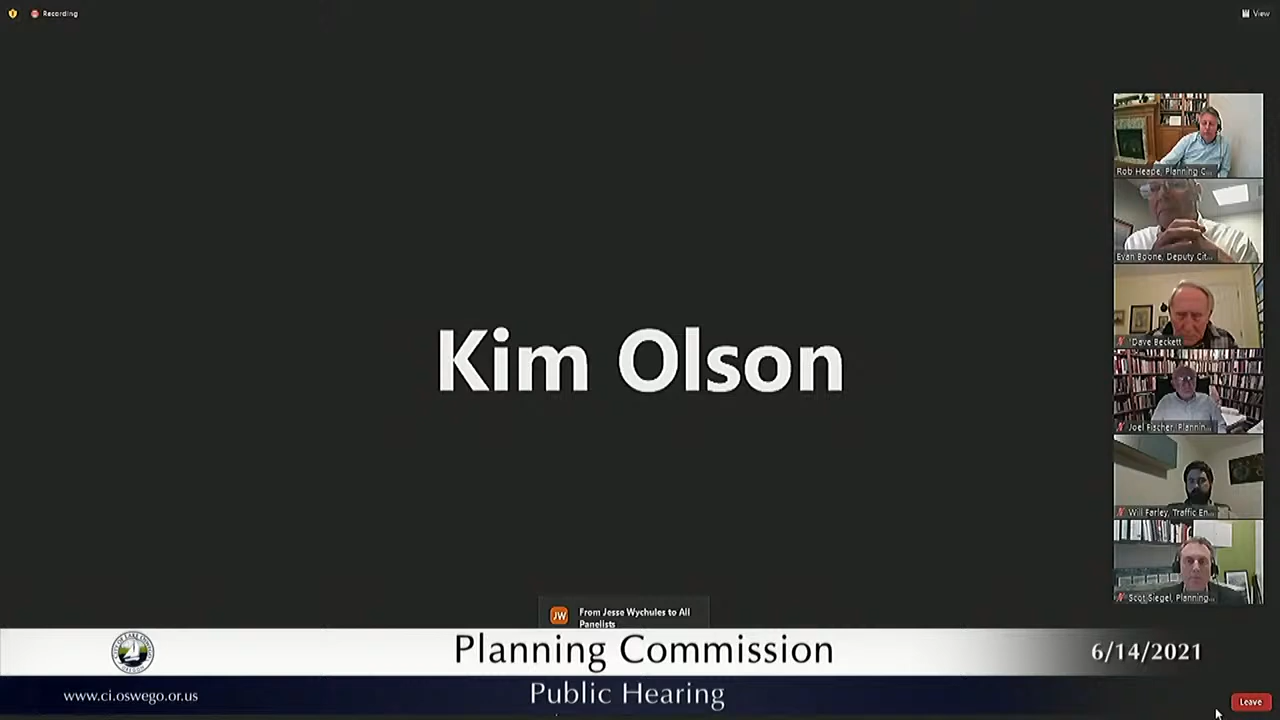 Recording
View
Rob Heape, Planning C...
Evan Boone, Deputy Cit...
Kim Olson
Dave Beckett
Joel Fischer, Plannin...
Will Farley, Traffic En...
Scot Siegel, Planning...
JW
From Jesse Wychules to All
Panelists
Planning Commission
6/14/2021
www.ci.oswego.or.us
Public Hearing
Leave